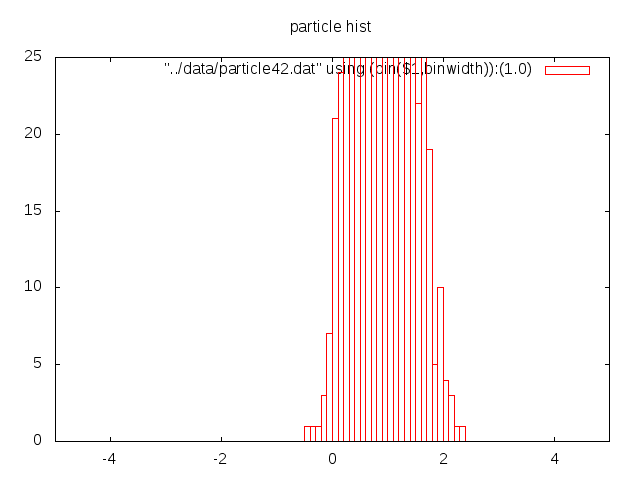 particle hist
"../data/particle42.dat" using (bin($1,binwidth)):(1.0)
25
20
15
10
5
0
-4 -2 0 2 4